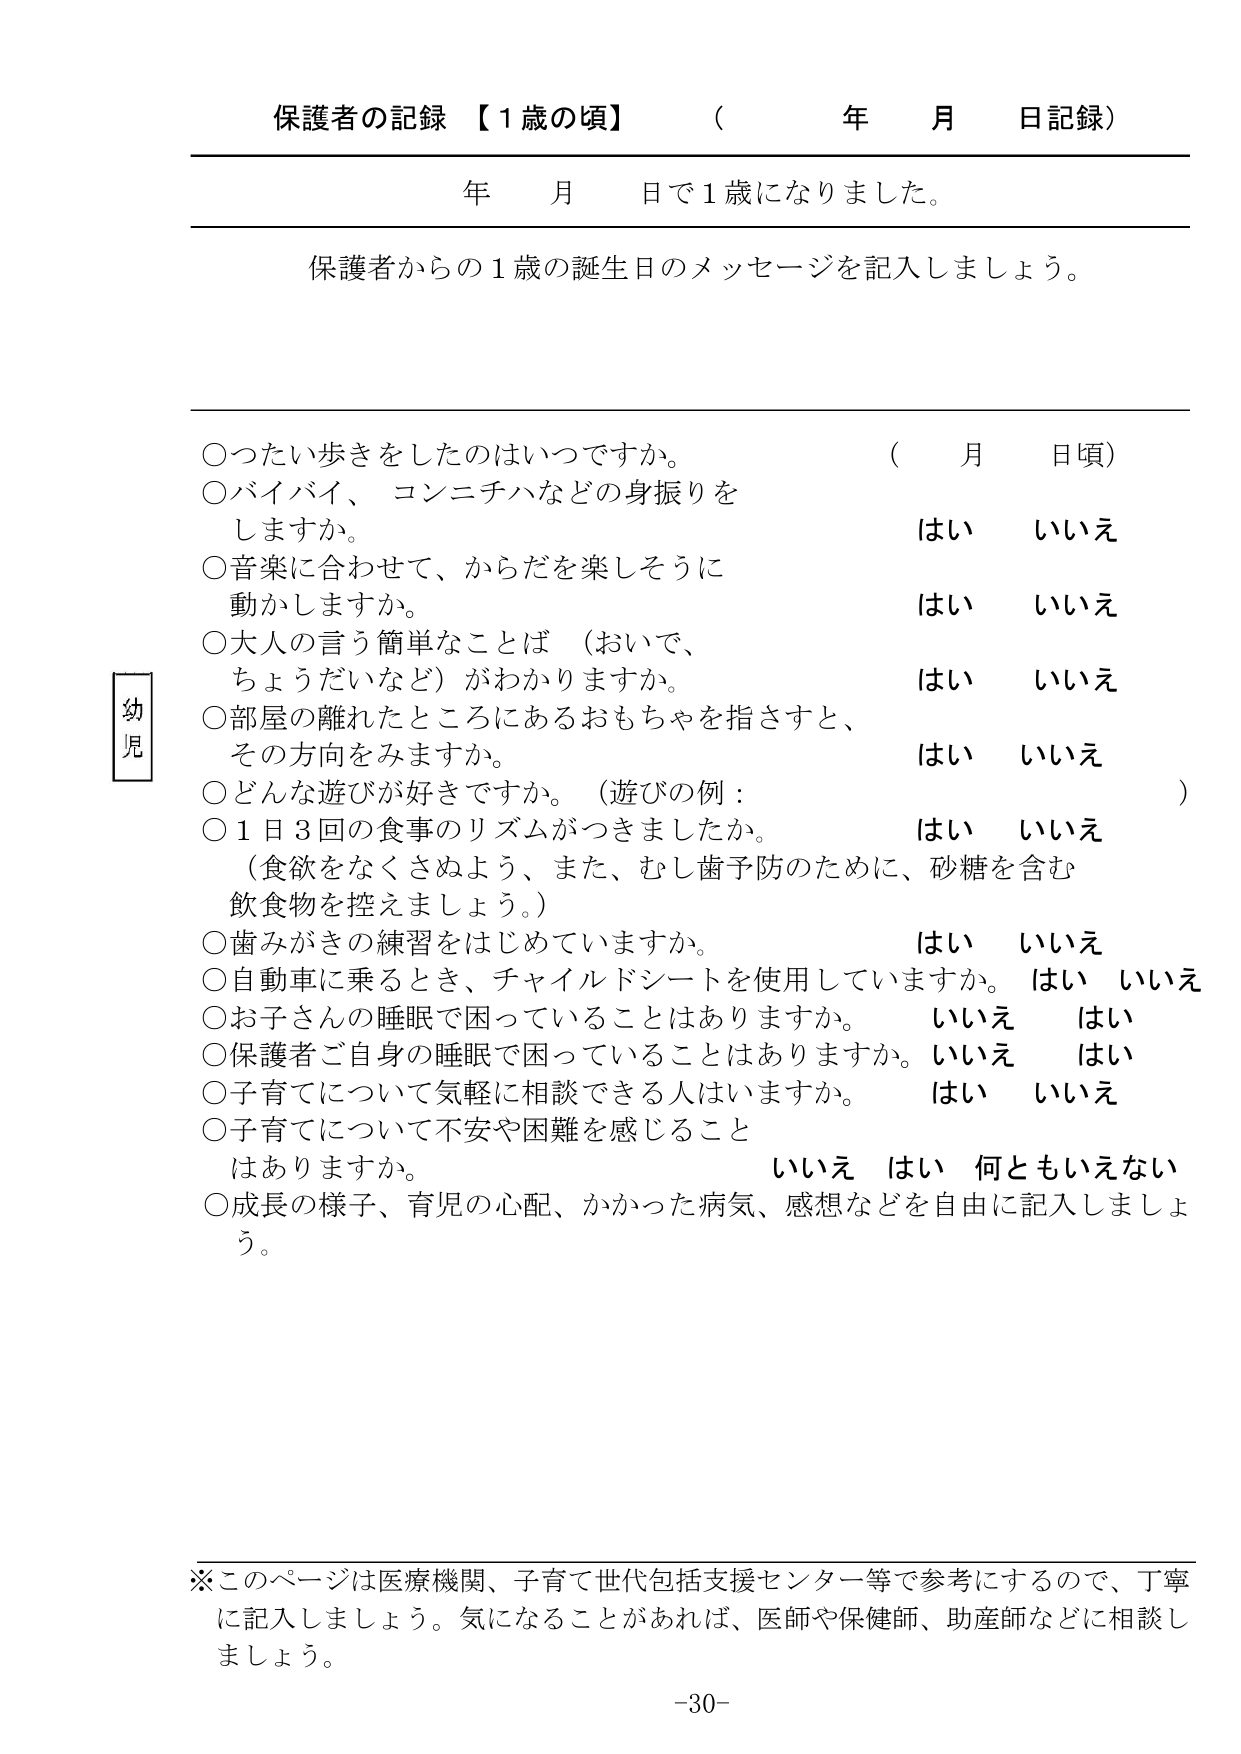 保護者の記録 【１歳の頃】　（　　　　年　　月　　日記録）
年　　月　　日で１歳になりました。
保護者からの１歳の誕生日のメッセージを記入しましょう。
○つたい歩きをしたのはいつですか。　（　　月　　日頃）
○バイバイ、 コンニチハなどの身振りを
しますか。　はい　いいえ
○音楽に合わせて、からだを楽しそうに
動かしますか。　はい　いいえ
○大人の言う簡単なことば （おいで、
ちょうだいなど）がわかりますか。　はい　いいえ
○部屋の離れたところにあるおもちゃを指さすと、
その方向をみますか。　はい　いいえ
○どんな遊びが好きですか。（遊びの例：　　　　）
○１日３回の食事のリズムがつきましたか。　はい　いいえ
（食欲をなくさぬよう、また、むし歯予防のために、砂糖を含む
飲食物を控えましょう。）
○歯みがきの練習をはじめていますか。　はい　いいえ
○自動車に乗るとき、チャイルドシートを使用していますか。　はい　いいえ
○お子さんの睡眠で困っていることはありますか。　いいえ　はい
○保護者ご自身の睡眠で困っていることはありますか。いいえ　はい
○子育てについて気軽に相談できる人はいますか。　はい　いいえ
○子育てについて不安や困難を感じること
はありますか。　いいえ　はい　何ともいえない
○成長の様子、育児の心配、かかった病気、感想などを自由に記入しましょ
う。
幼
児
※このページは医療機関、子育て世代包括支援センター等で参考にするので、丁寧
に記入しましょう。気になることがあれば、医師や保健師、助産師などに相談し
ましょう。
-30-